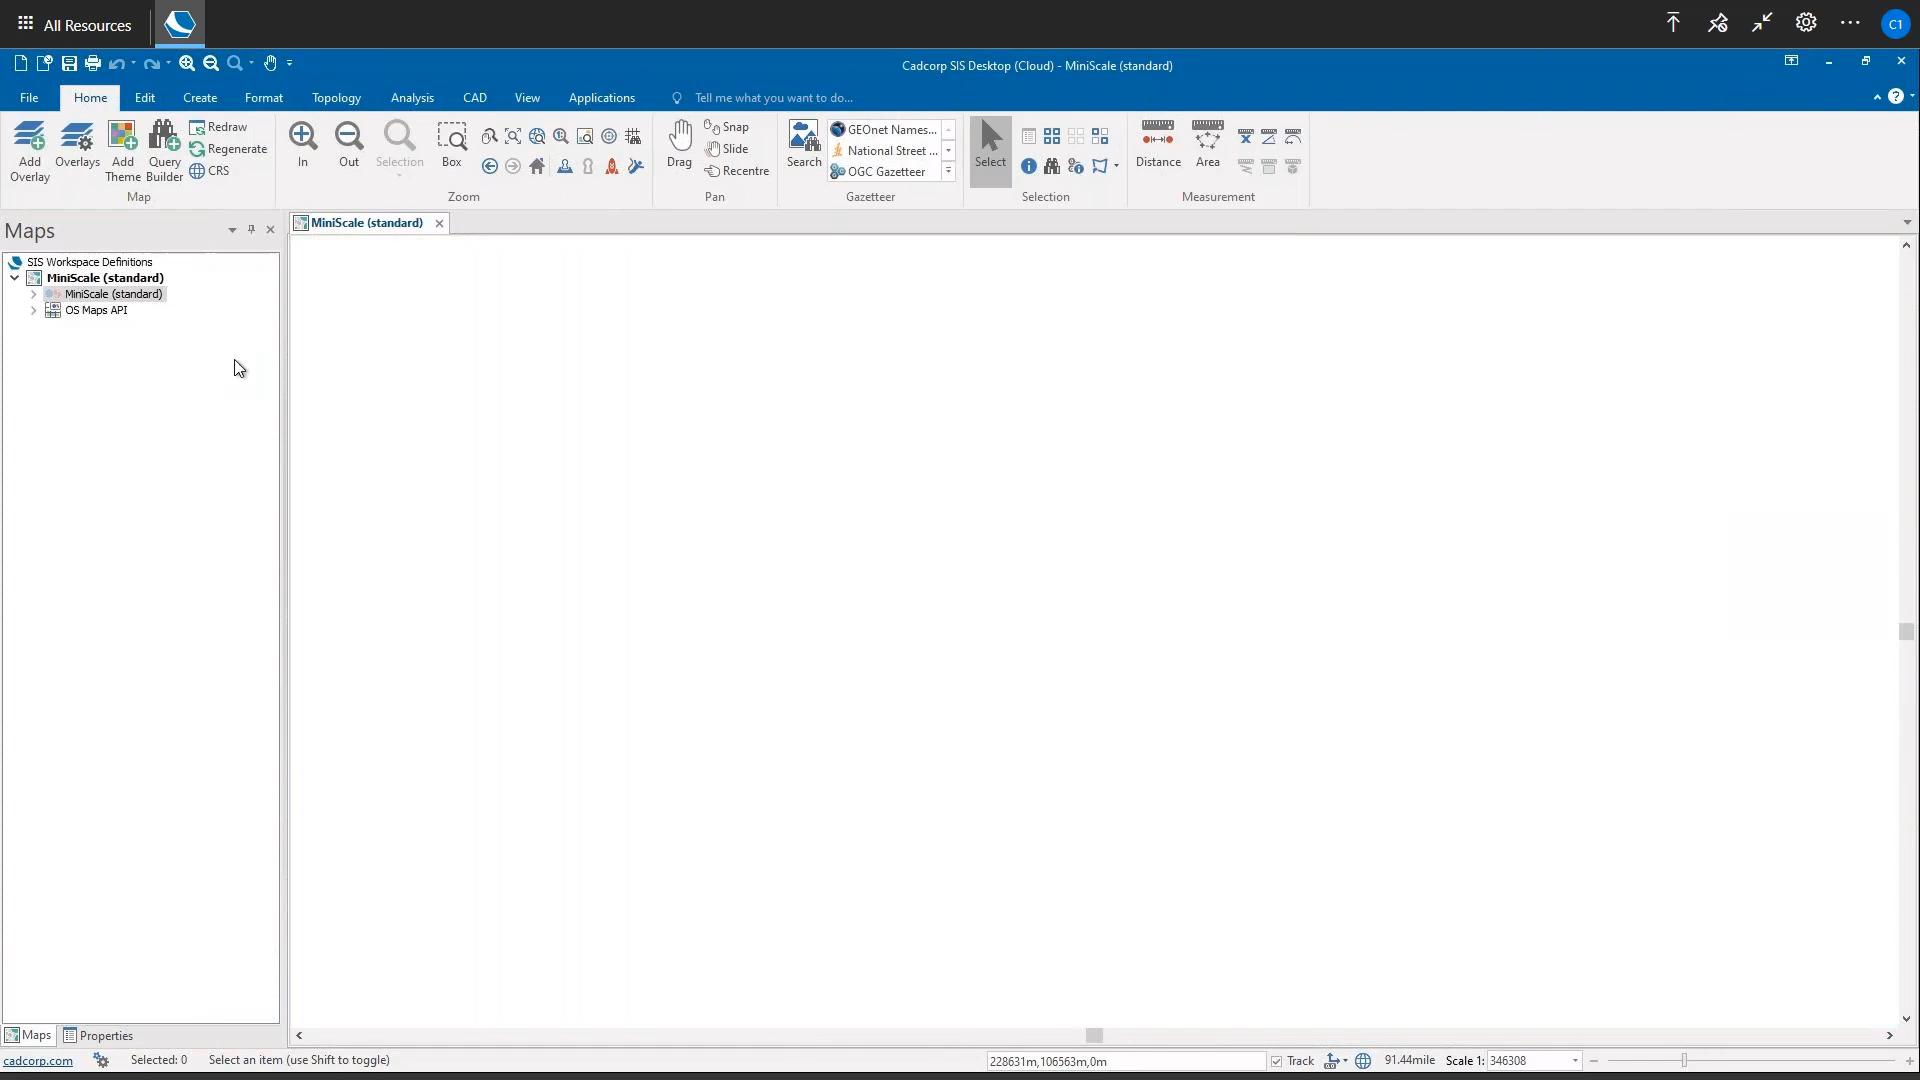 All Resources
C1
Cadcorp SIS Desktop (Cloud) - MiniScale (standard)
File Home Edit Create Format Topology Analysis CAD View Applications Tell me what you want to do...
Add Overlay
Overlays
Add Theme
Query Builder
Redraw
Regenerate
CRS
Map
In
Out
Selection
Box
Zoom
Drag
Snap
Slide
Recentre
Pan
Search
GEOnet Names...
National Street ...
OGC Gazetteer
Gazetteer
Select
Selection
Distance
Area
Measurement
Maps
MiniScale (standard)
SIS Workspace Definitions
MiniScale (standard)
MiniScale (standard)
OS Maps API
Maps Properties
cadcorp.com Selected: 0 Select an item (use Shift to toggle) 228631m,106563m,0m Track 91.44mile Scale 1: 346308